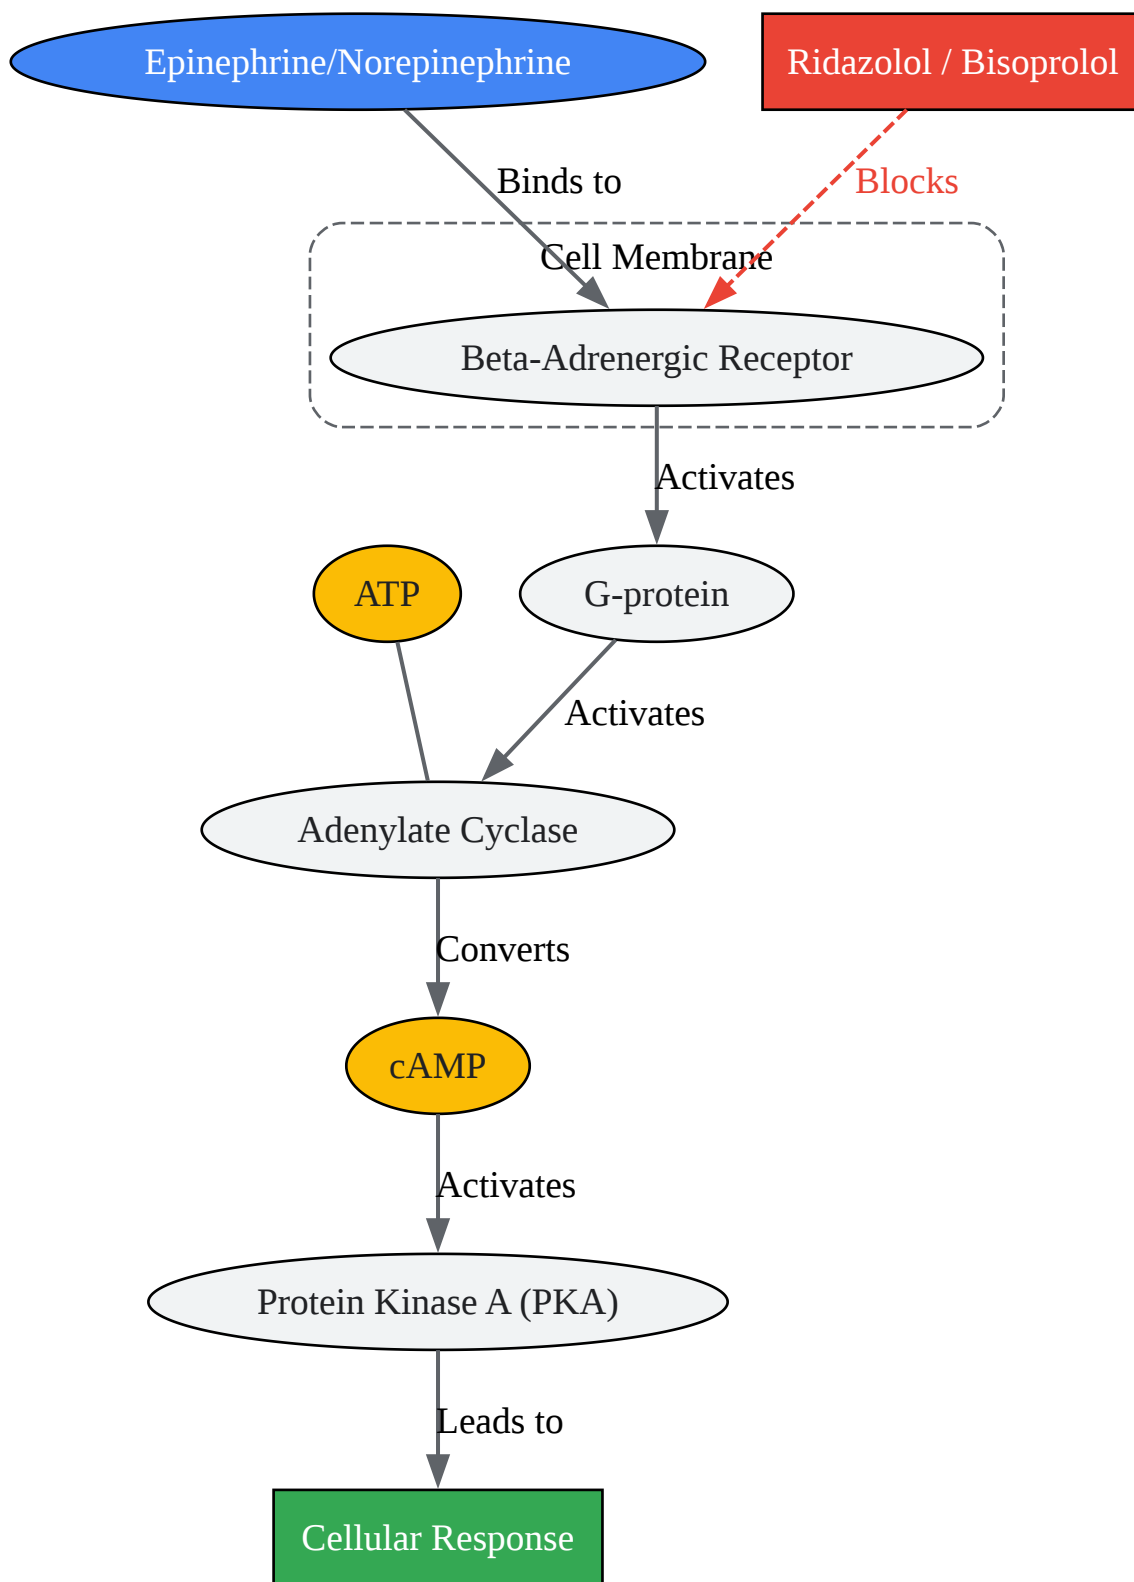 Epinephrine/Norepinephrine
Ridazolol / Bisoprolol
Binds to
Blocks
Cell Membrane
Beta-Adrenergic Receptor
Activates
ATP
G-protein
Activates
Adenylate Cyclase
Converts
cAMP
Activates
Protein Kinase A (PKA)
Leads to
Cellular Response